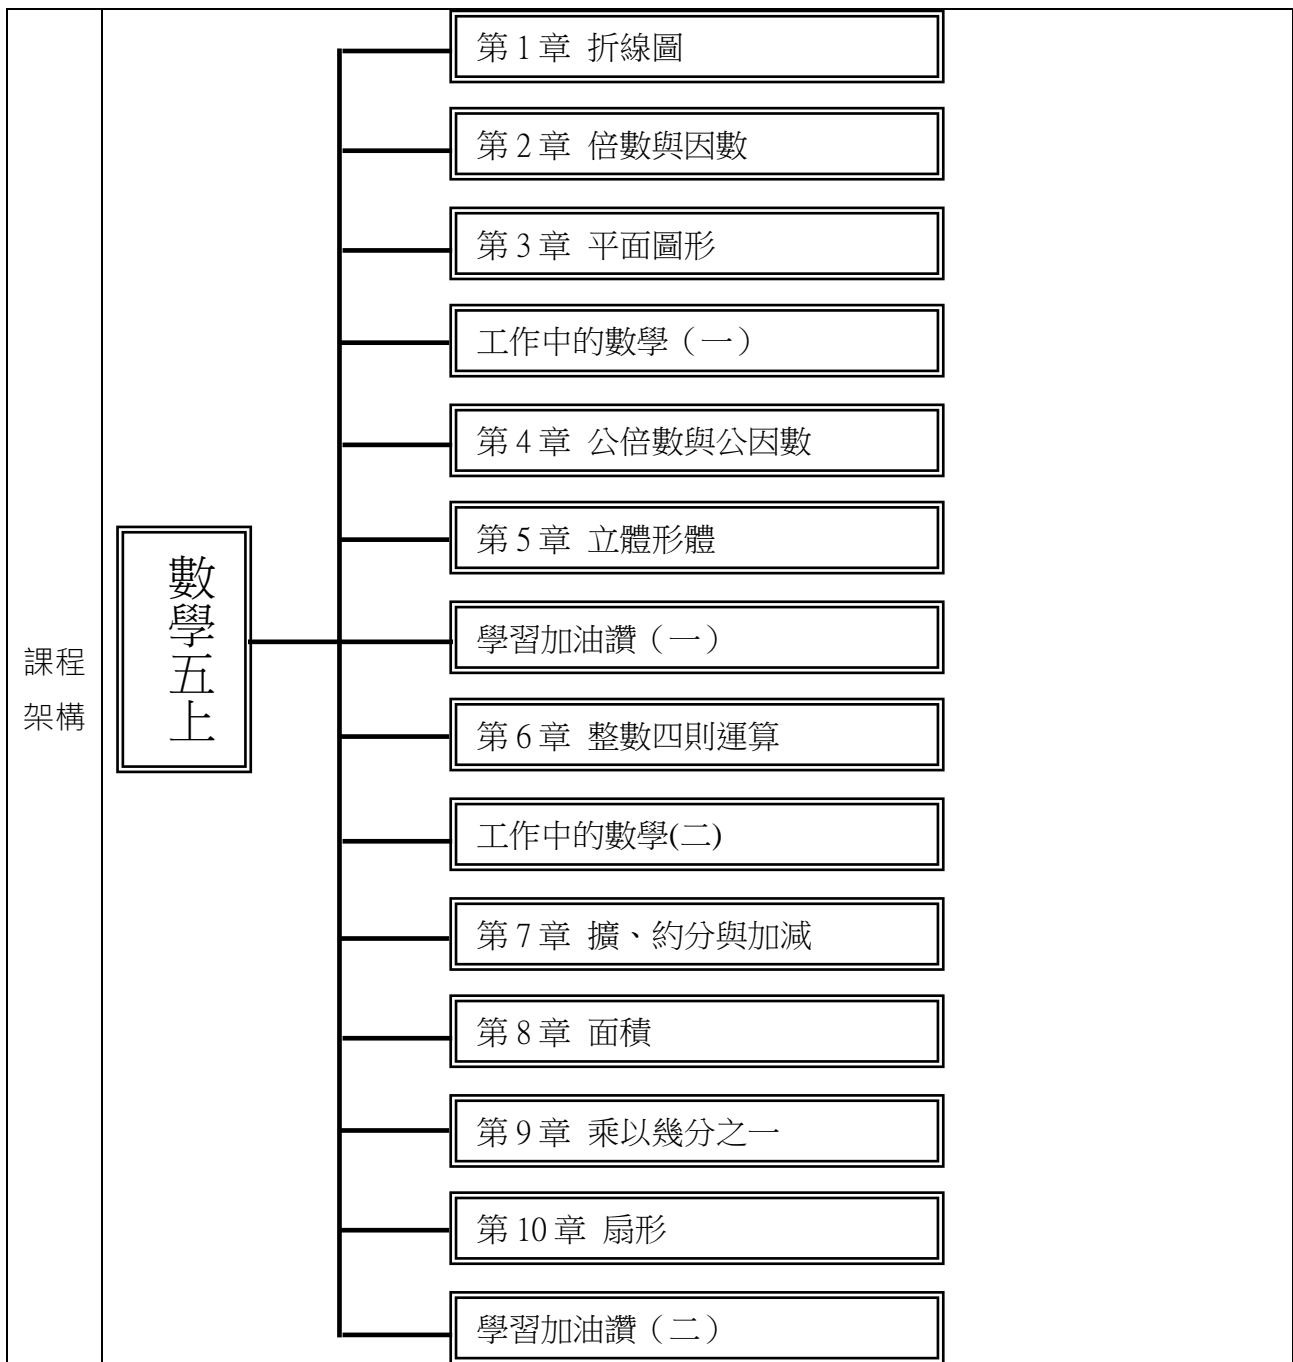 課程
架構
數學五上
第 1 章 折線圖
第 2 章 倍數與因數
第 3 章 平面圖形
工作中的數學（一）
第 4 章 公倍數與公因數
第 5 章 立體形體
學習加油讚（一）
第 6 章 整數四則運算
工作中的數學(二)
第 7 章 擴、約分與加減
第 8 章 面積
第 9 章 乘以幾分之一
第 10 章 扇形
學習加油讚（二）